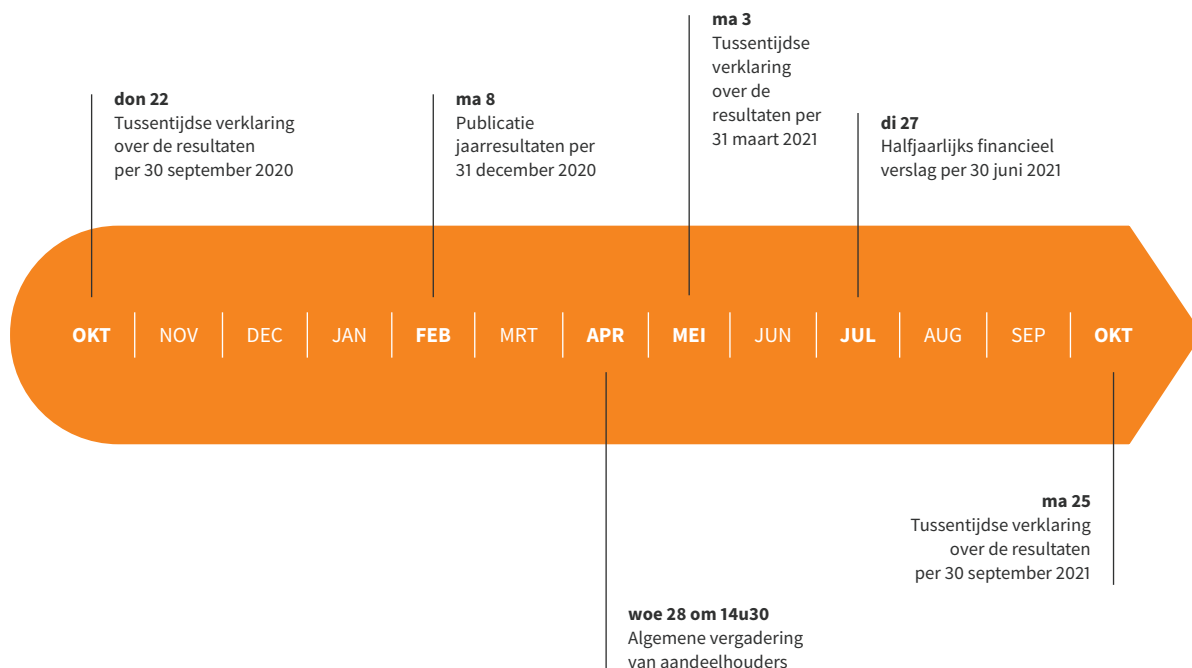 ma 3
Tussentijdse
verklaring
over de
resultaten per
31 maart 2021
don 22
Tussentijdse verklaring
over de resultaten
per 30 september 2020
ma 8
Publicatie
jaarresultaten per
31 december 2020
di 27
Halfjaarlijks financieel
verslag per 30 juni 2021
OKT NOV DEC JAN FEB MRT APR MEI JUN JUL AUG SEP OKT
ma 25
Tussentijdse verklaring
over de resultaten
per 30 september 2021
woe 28 om 14u30
Algemene vergadering
van aandeelhouders